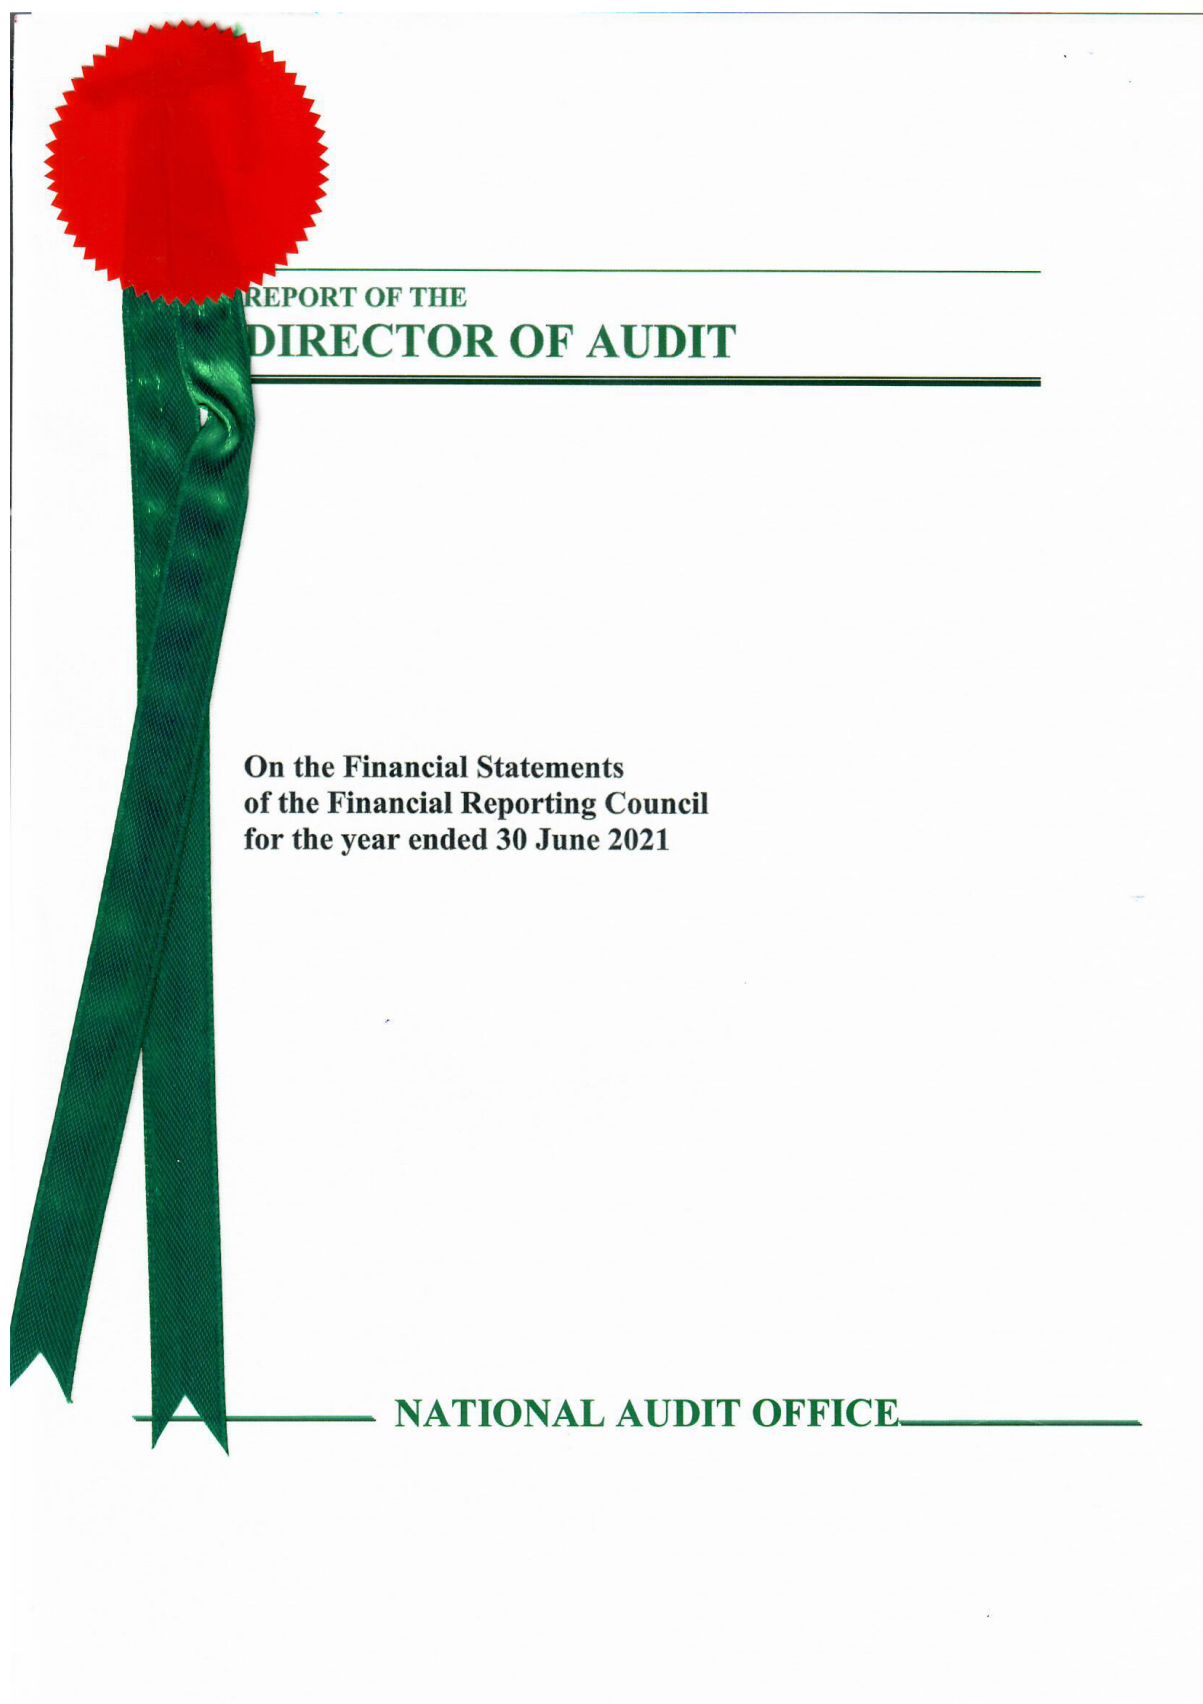 REPORT OF THE
DIRECTOR OF AUDIT
On the Financial Statements
of the Financial Reporting Council
for the year ended 30 June 2021
NATIONAL AUDIT OFFICE